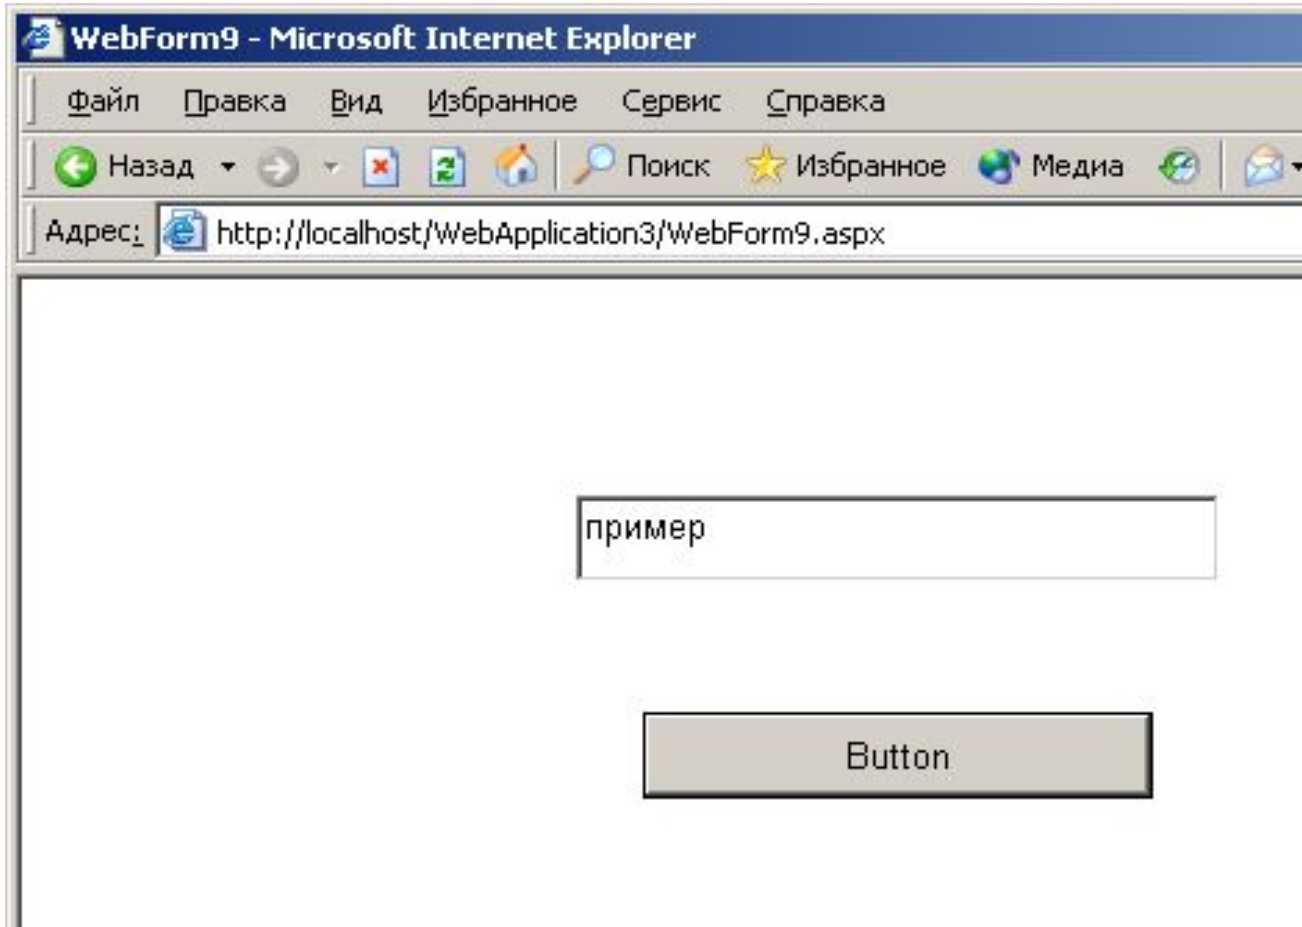 WebForm9 - Microsoft Internet Explorer
Файл Правка Вид Избранное Сервис Справка
Назад Поиск Избранное Медиа
Адрес: http://localhost/WebApplication3/WebForm9.aspx
пример
Button